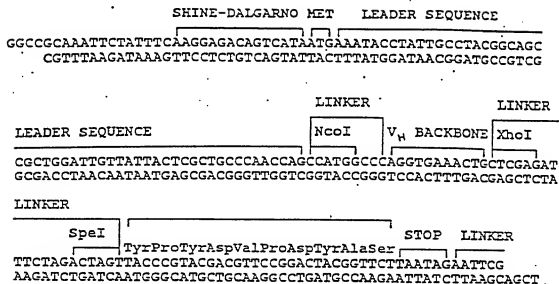 SHINE-DALGARNO MET LEADER SEQUENCE
GGCCGCAAATTCTATTTCAAGGAGACAGTCATAATGAAATACCTATTGCCTACGGCAGC
CGTTTAAGATAAAGTTCCTCTGTCAGTATTACTTTATGGATAACGGATGCCGTCG
LINKER LINKER
LEADER SEQUENCE NcoI VH BACKBONE XhoI
CGCTGGATTGTTATTACTCGCTGCCCAACCAGCCATGGCCCAGGTGAAACTGCTCGAGAT
GCGACCTAACAATAATGAGCGACGGGTTGGTCGGTACCGGGTCCACTTTGACGAGCTCTA
LINKER
SpeI TyrProTyrAspValProAspTyrAlaSer STOP LINKER
TTCTAGACTAGTTACCCGTACGACGTTCCGGACTACGGTTCTTAATAGAATTCG
AAGATCTGATCAATGGGCATGCTGCAAGGCCTGATGCCAAGAATTATCTTAAGCAGCT